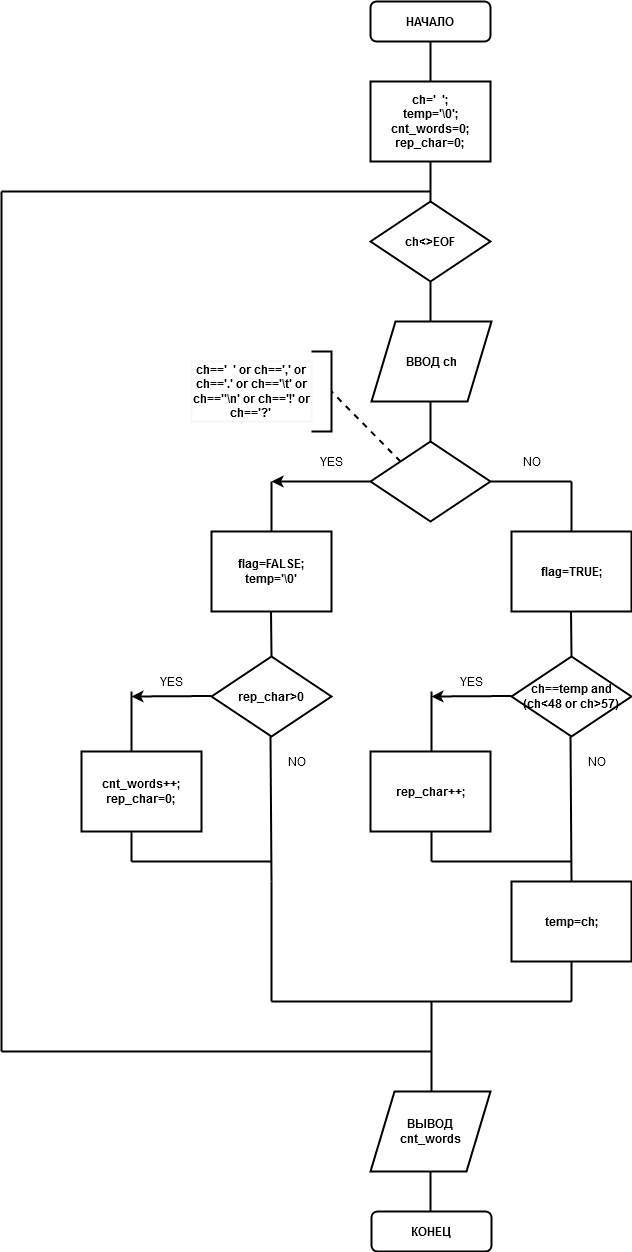 НАЧАЛО
ch=' ';
temp='\0';
cnt_words=0;
rep_char=0;
ch<>EOF
ВВОД ch
ch==' ' or ch==',' or
ch=='.' or ch=='\t' or
ch=="\n' or ch=='!' or
ch=='?'
YES
NO
flag=FALSE;
temp='\0'
flag=TRUE;
YES
rep_char>0
YES
ch==temp and
(ch<48 or ch>57)
NO
NO
cnt_words++;
rep_char=0;
rep_char++;
temp=ch;
ВЫВОД
cnt_words
КОНЕЦ